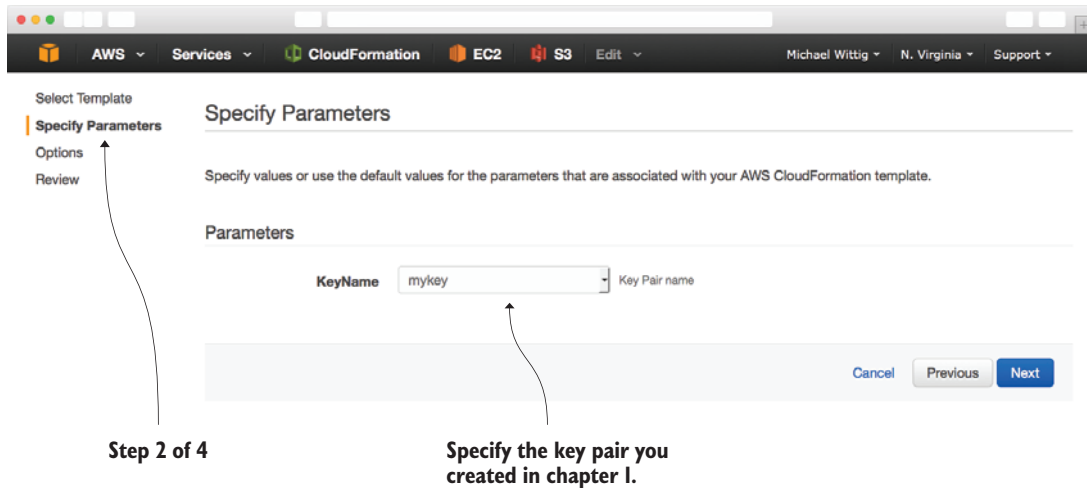 AWS Services CloudFormation EC2 S3 Edit Michael Wittig N. Virginia Support
Select Template
Specify Parameters
Options
Review
Specify Parameters
Specify values or use the default values for the parameters that are associated with your AWS CloudFormation template.
Parameters
KeyName mykey Key Pair name
Cancel Previous Next
Step 2 of 4
Specify the key pair you
created in chapter 1.